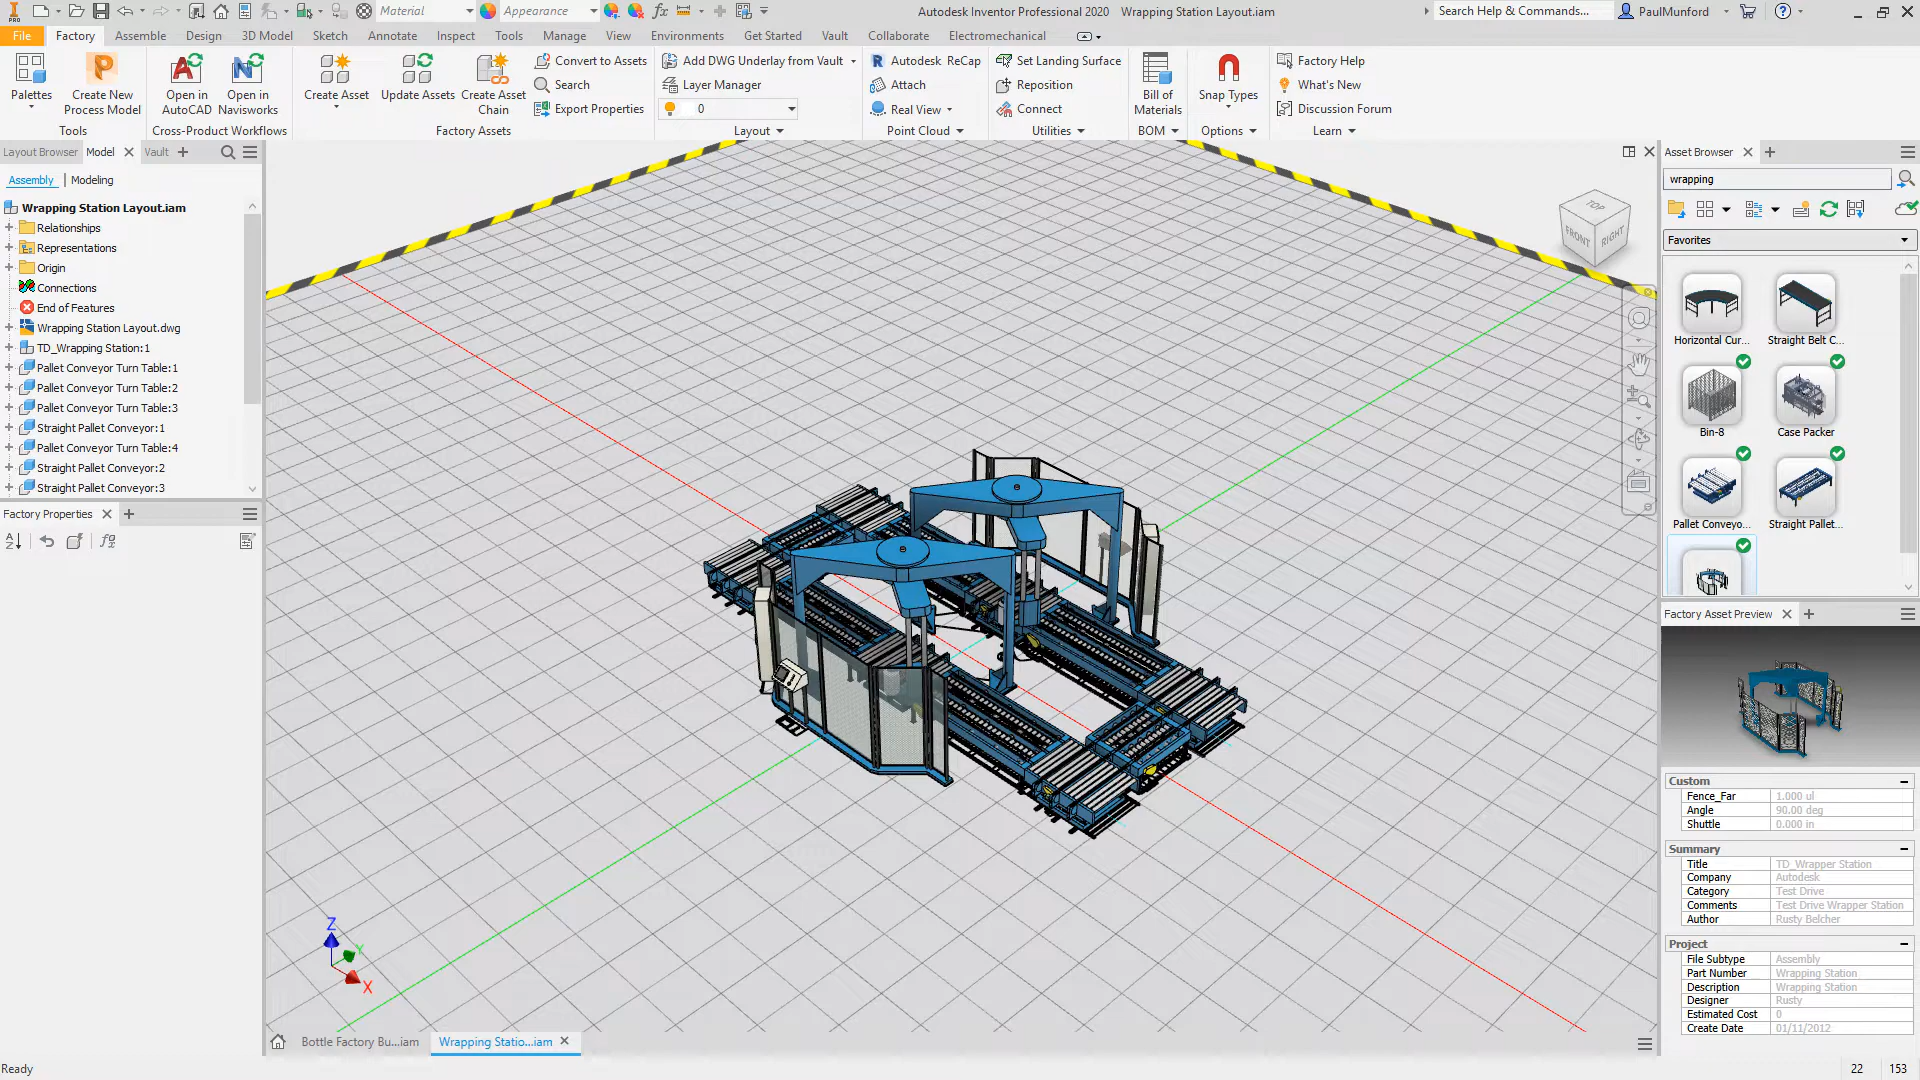 Material
Appearance
Autodesk Inventor Professional 2020 Wrapping Station Layout.iam
Search Help & Commands...
PaulMunford
PRO
File
Factory
Assemble
Design
3D Model
Sketch
Annotate
Inspect
Tools
Manage
View
Environments
Get Started
Vault
Collaborate
Electromechanical
Palettes
Create New
Process Model
Tools
Open in
AutoCAD
Open in
Navisworks
Cross-Product Workflows
Create Asset
Update Assets
Create Asset
Chain
Convert to Assets
Search
Export Properties
Factory Assets
Add DWG Underlay from Vault
Layer Manager
0
Layout
Autodesk ReCap
Attach
Real View
Point Cloud
Set Landing Surface
Reposition
Connect
Utilities
Bill of
Materials
BOM
Snap Types
Options
Factory Help
What's New
Discussion Forum
Learn
Layout Browser
Model
Vault
Assembly
Modeling
Wrapping Station Layout.iam
Relationships
Representations
Origin
Connections
End of Features
Wrapping Station Layout.dwg
TD_Wrapping Station:1
Pallet Conveyor Turn Table:1
Pallet Conveyor Turn Table:2
Pallet Conveyor Turn Table:3
Straight Pallet Conveyor:1
Pallet Conveyor Turn Table:4
Straight Pallet Conveyor:2
Straight Pallet Conveyor:3
Factory Properties
TOP
FRONT
RIGHT
Z
Y
X
Asset Browser
wrapping
Favorites
Horizontal Cur...
Straight Belt C...
Bin-8
Case Packer
Pallet Conveyo...
Straight Pallet...
Factory Asset Preview
Custom
Fence_Far 1.000 ul
Angle 90.00 deg
Shuttle 0.000 in
Summary
Title TD_Wrapper Station
Company Autodesk
Category Test Drive
Comments Test Drive Wrapper Station
Author Rusty Belcher
Project
File Subtype Assembly
Part Number Wrapping Station
Description Wrapping Station
Designer Rusty
Estimated Cost 0
Create Date 01/11/2012
Bottle Factory Bu...iam
Wrapping Statio...iam
Ready
22
153